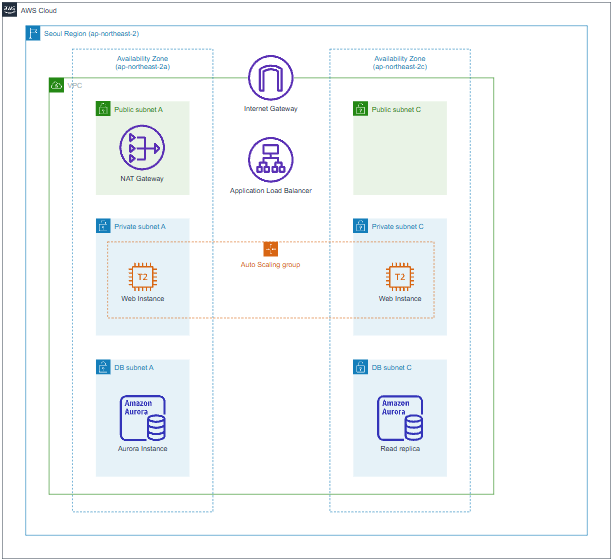 aws
AWS Cloud
Seoul Region (ap-northeast-2)
Availability Zone
(ap-northeast-2a)
Availability Zone
(ap-northeast-2c)
VPC
Internet Gateway
Public subnet A
Public subnet C
NAT Gateway
Application Load Balancer
Private subnet A
Private subnet C
Auto Scaling group
T2
Web Instance
T2
Web Instance
DB subnet A
DB subnet C
Amazon
Aurora
Aurora Instance
Amazon
Aurora
Read replica